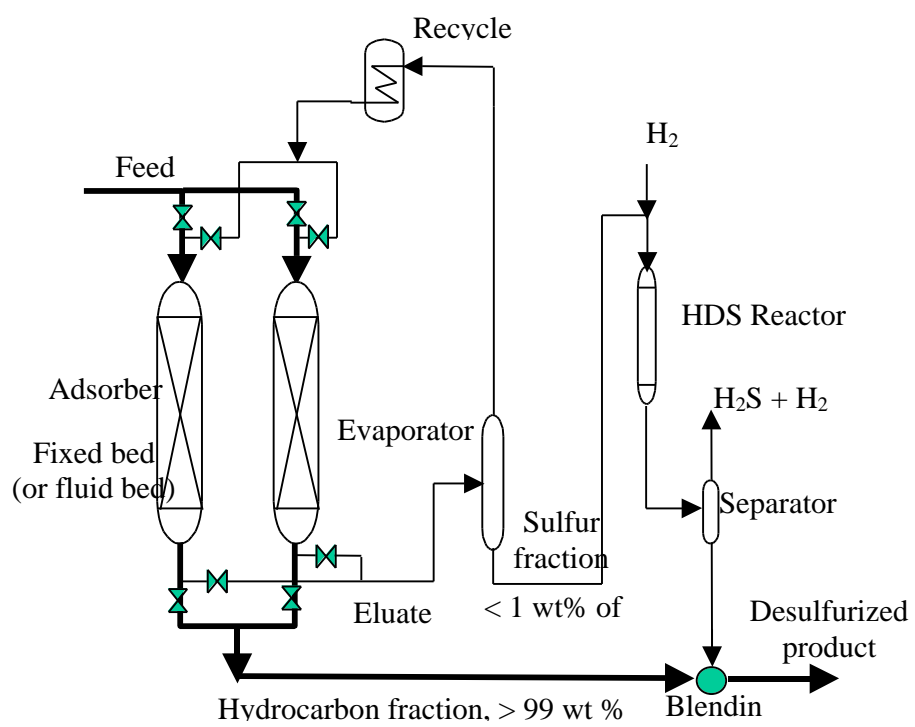 Recycle
H₂
Feed
HDS Reactor
Adsorber
H₂S + H₂
Evaporator
Fixed bed
(or fluid bed)
Separator
Sulfur
fraction
Eluate
< 1 wt% of
Desulfurized
product
Hydrocarbon fraction, > 99 wt %
Blendin